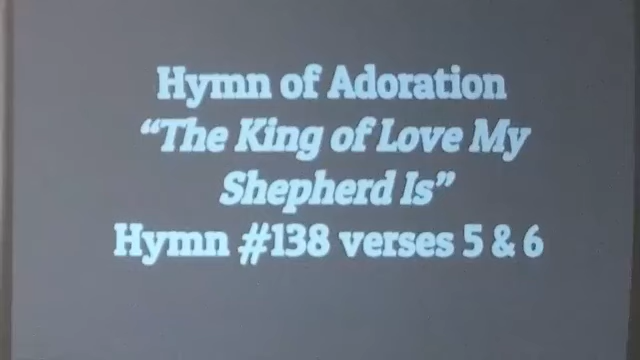 Hymn of Adoration
“The King of Love My
Shepherd Is”
Hymn #138 verses 5 & 6